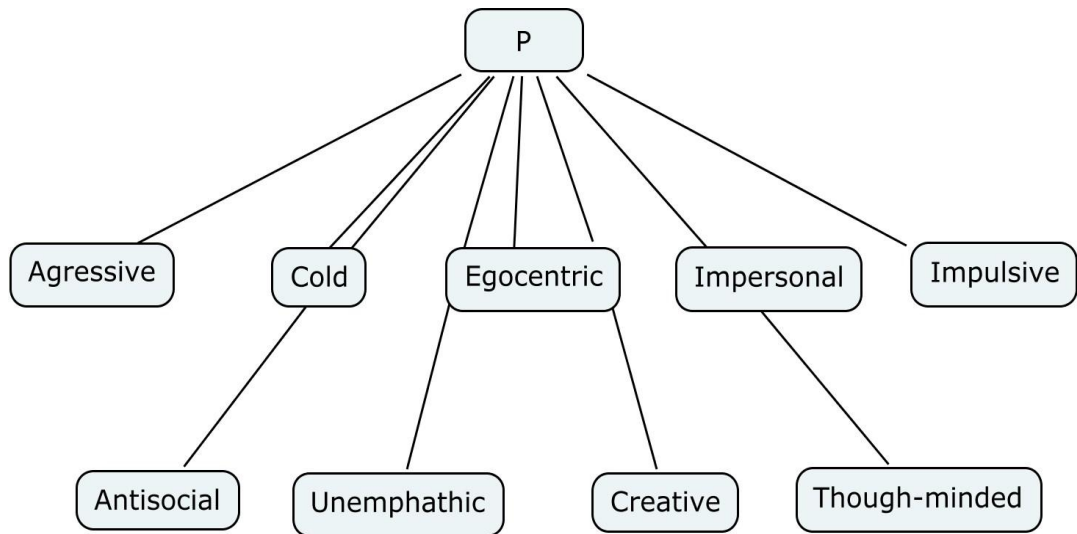 P
Agressive
Cold
Egocentric
Impersonal
Impulsive
Antisocial
Unemphathic
Creative
Though-minded